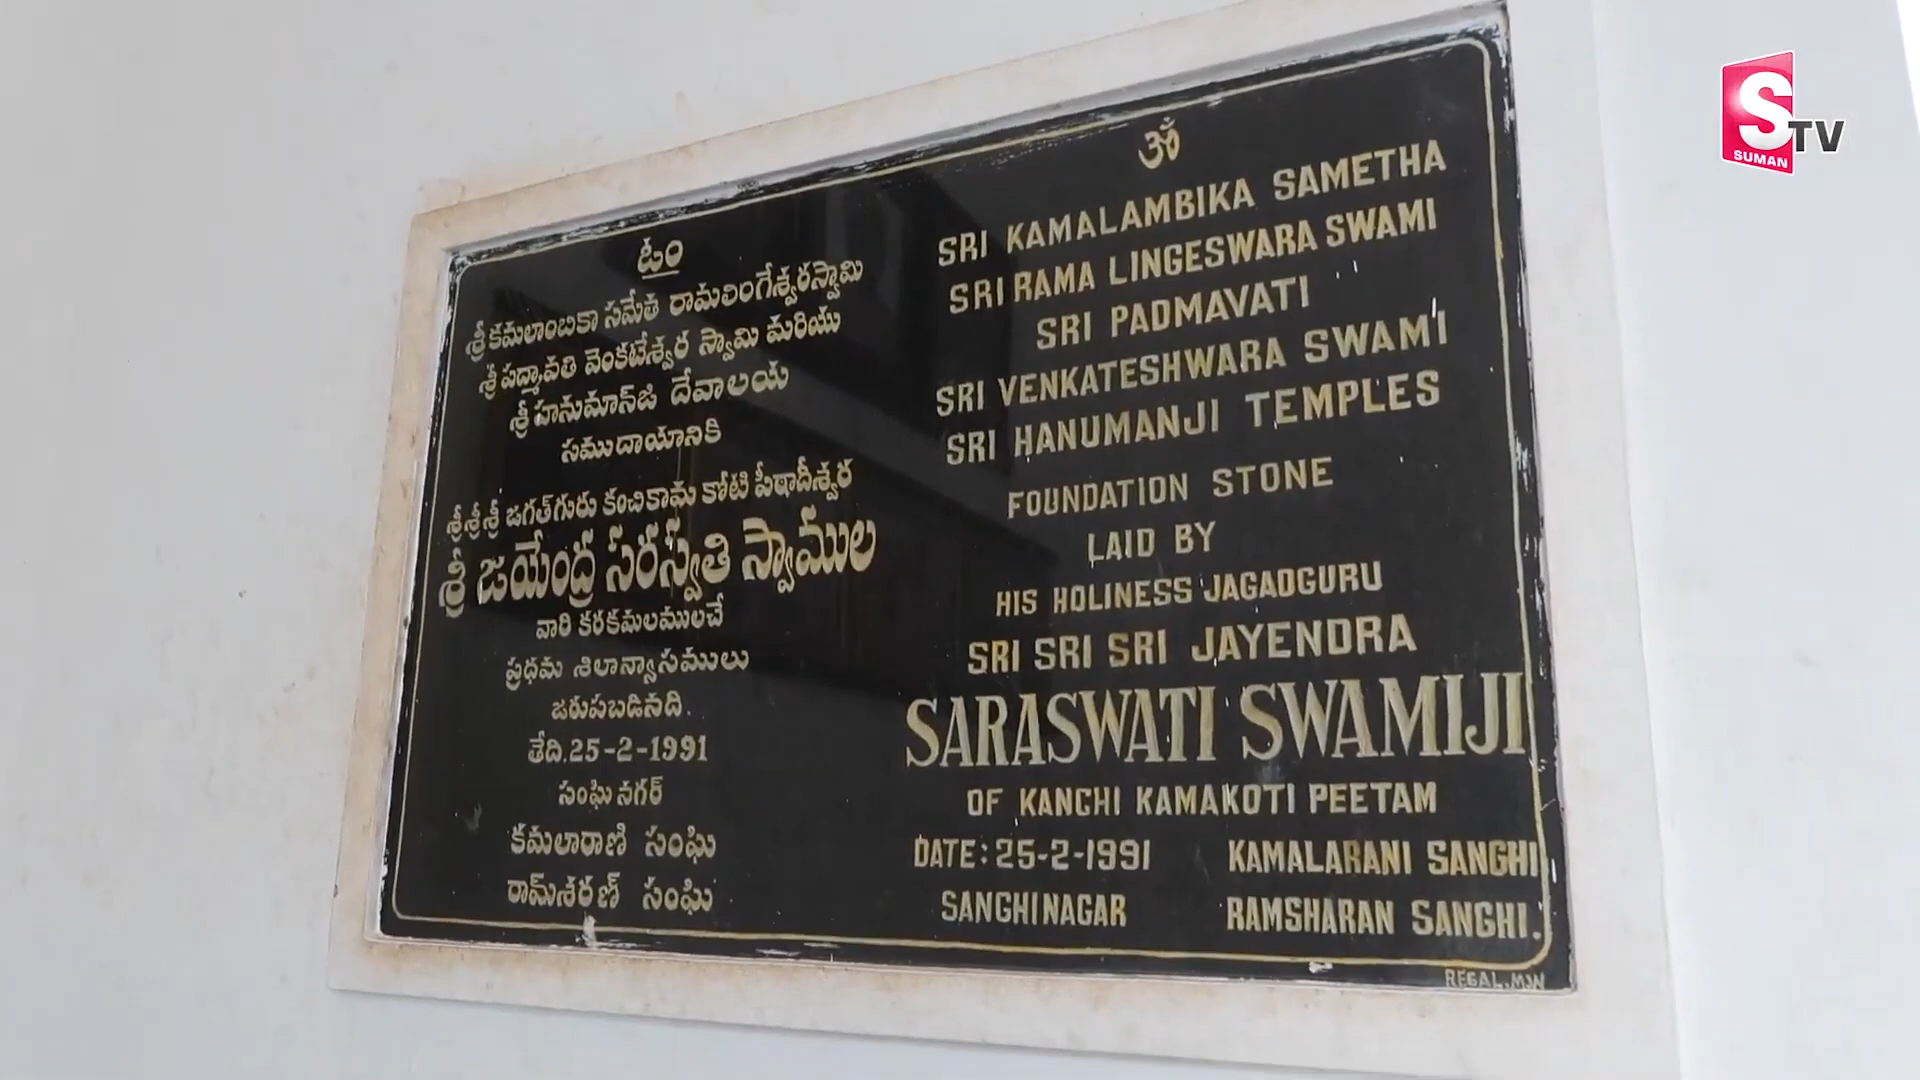 ఓం
శ్రీ కమలాంబికా సమేత రామలింగేశ్వరస్వామి
శ్రీ పద్మావతి వెంకటేశ్వర స్వామి మరియు
శ్రీ హనుమాన్‌జి దేవాలయ
సముదాయానికి
శ్రీశ్రీశ్రీ జగత్‌గురు కంచికామ కోటి పీఠాధీశ్వర
శ్రీ జయేంద్ర సరస్వతి స్వాముల
వారి కరకమలములచే
ప్రధమ శిలాన్యాసములు
జరుపబడినది.
తేది.25-2-1991
సంఘి నగర్
కమలారాణి సంఘి
రామ్‌శరణ్ సంఘి
ॐ
SRI KAMALAMBIKA SAMETHA
SRI RAMA LINGESWARA SWAMI
SRI PADMAVATI
SRI VENKATESHWARA SWAMI
SRI HANUMANJI TEMPLES
FOUNDATION STONE
LAID BY
HIS HOLINESS JAGADGURU
SRI SRI SRI JAYENDRA
SARASWATI SWAMIJI
OF KANCHI KAMAKOTI PEETAM
DATE: 25-2-1991 KAMALARANI SANGHI
SANGHINAGAR RAMSHARAN SANGHI.
REGAL.MJN
S TV
SUMAN